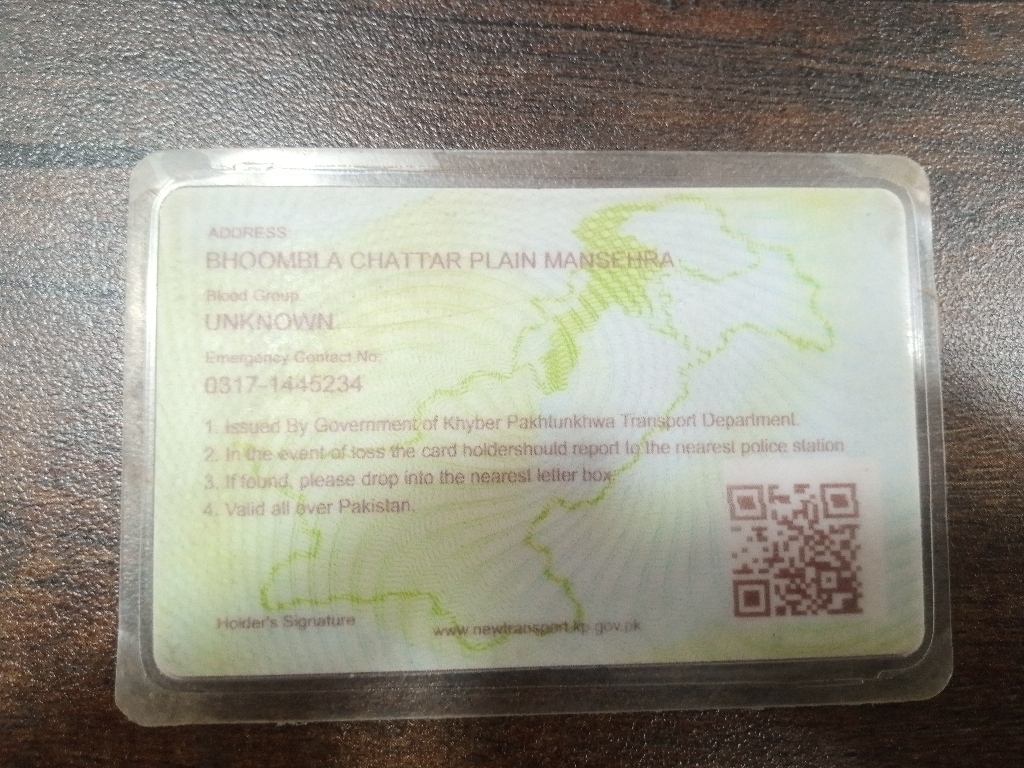 ADDRESS:
BHOOMBLA CHATTAR PLAIN MANSEHRA
Blood Group
UNKNOWN
Emergency Contact No:
0317-1445234
1. Issued By Government of Khyber Pakhtunkhwa Transport Department.
2. In the event of loss the card holdershould report to the nearest police station
3. If found, please drop into the nearest letter box.
4. Valid all over Pakistan.
Holder's Signature
www.newtransport.kp.gov.pk